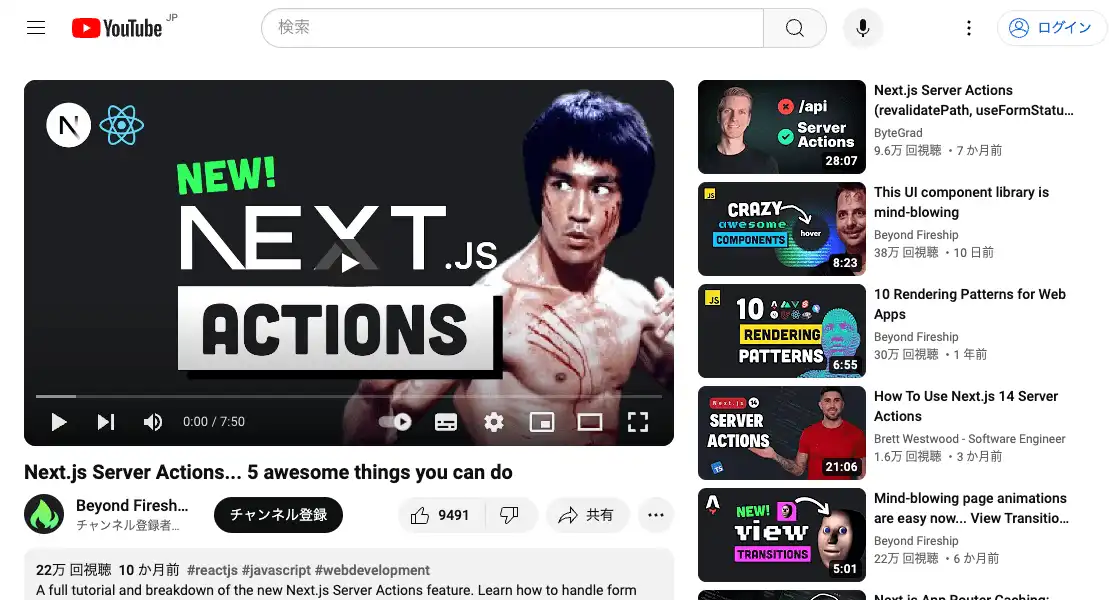 YouTube JP
検索
ログイン
N
NEW!
NEXT.JS
ACTIONS
0:00 / 7:50
Next.js Server Actions... 5 awesome things you can do
Beyond Firesh...
チャンネル登録者...
チャンネル登録
9491
共有
22万 回視聴 10 か月前 #reactjs #javascript #webdevelopment
A full tutorial and breakdown of the new Next.js Server Actions feature. Learn how to handle form
/api
Server
Actions
28:07
Next.js Server Actions
(revalidatePath, useFormStatu...
ByteGrad
9.6万 回視聴 ・7 か月前
JS
CRAZY
awesome
COMPONENTS
hover
8:23
This UI component library is
mind-blowing
Beyond Fireship
38万 回視聴 ・10 日前
JS
10
RENDERING
PATTERNS
6:55
10 Rendering Patterns for Web
Apps
Beyond Fireship
30万 回視聴 ・1 年前
Next.js 14
SERVER
ACTIONS
TS
21:06
How To Use Next.js 14 Server
Actions
Brett Westwood - Software Engineer
1.6万 回視聴 ・3 か月前
NEW!
view
TRANSITIONS
5:01
Mind-blowing page animations
are easy now... View Transitio...
Beyond Fireship
22万 回視聴 ・6 か月前
Next.js App Router Caching: